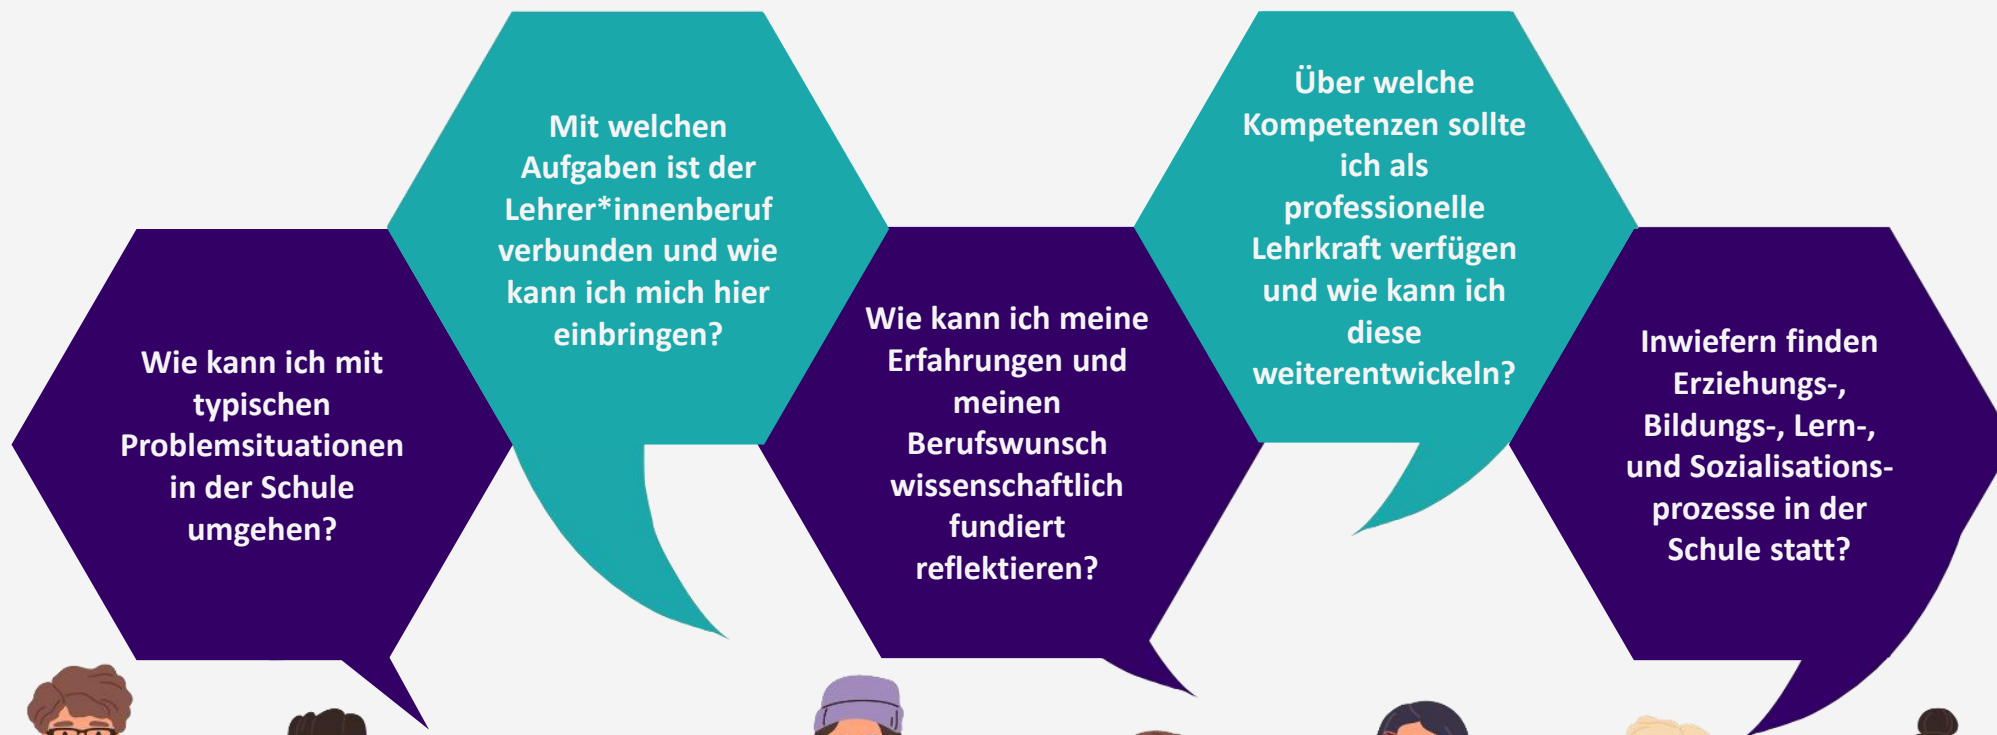 Wie kann ich mit
typischen
Problemsituationen
in der Schule
umgehen?
Mit welchen
Aufgaben ist der
Lehrer*innenberuf
verbunden und wie
kann ich mich hier
einbringen?
Wie kann ich meine
Erfahrungen und
meinen
Berufswunsch
wissenschaftlich
fundiert
reflektieren?
Über welche
Kompetenzen sollte
ich als
professionelle
Lehrkraft verfügen
und wie kann ich
diese
weiterentwickeln?
Inwiefern finden
Erziehungs-,
Bildungs-, Lern-,
und Sozialisations-
prozesse in der
Schule statt?